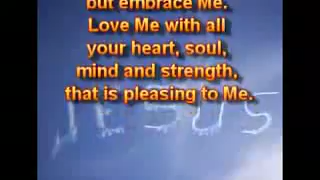 but embrace Me.
Love Me with all
your heart, soul,
mind and strength,
that is pleasing to Me.
JESUS